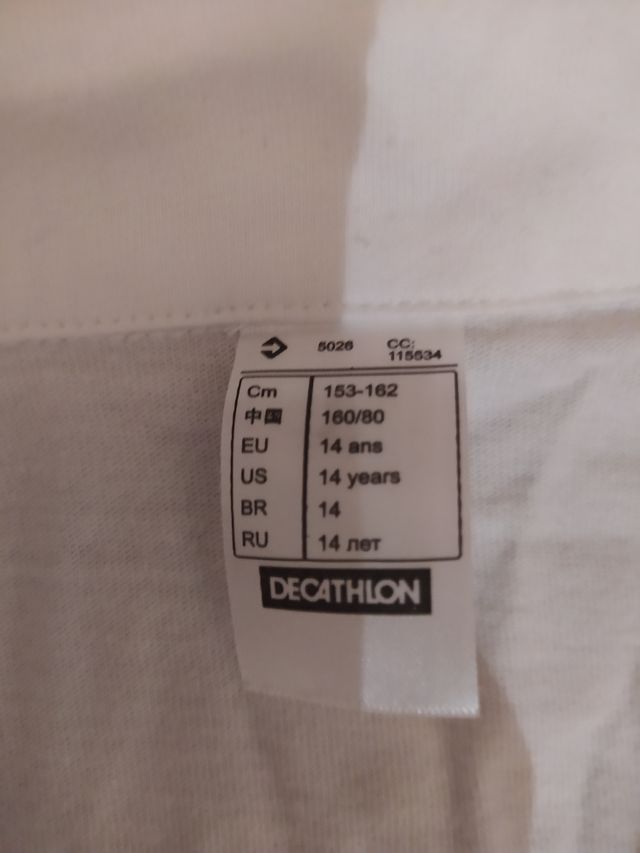 5026 CC:
115534
Cm 153-162
中国 160/80
EU 14 ans
US 14 years
BR 14
RU 14 лет
DECATHLON